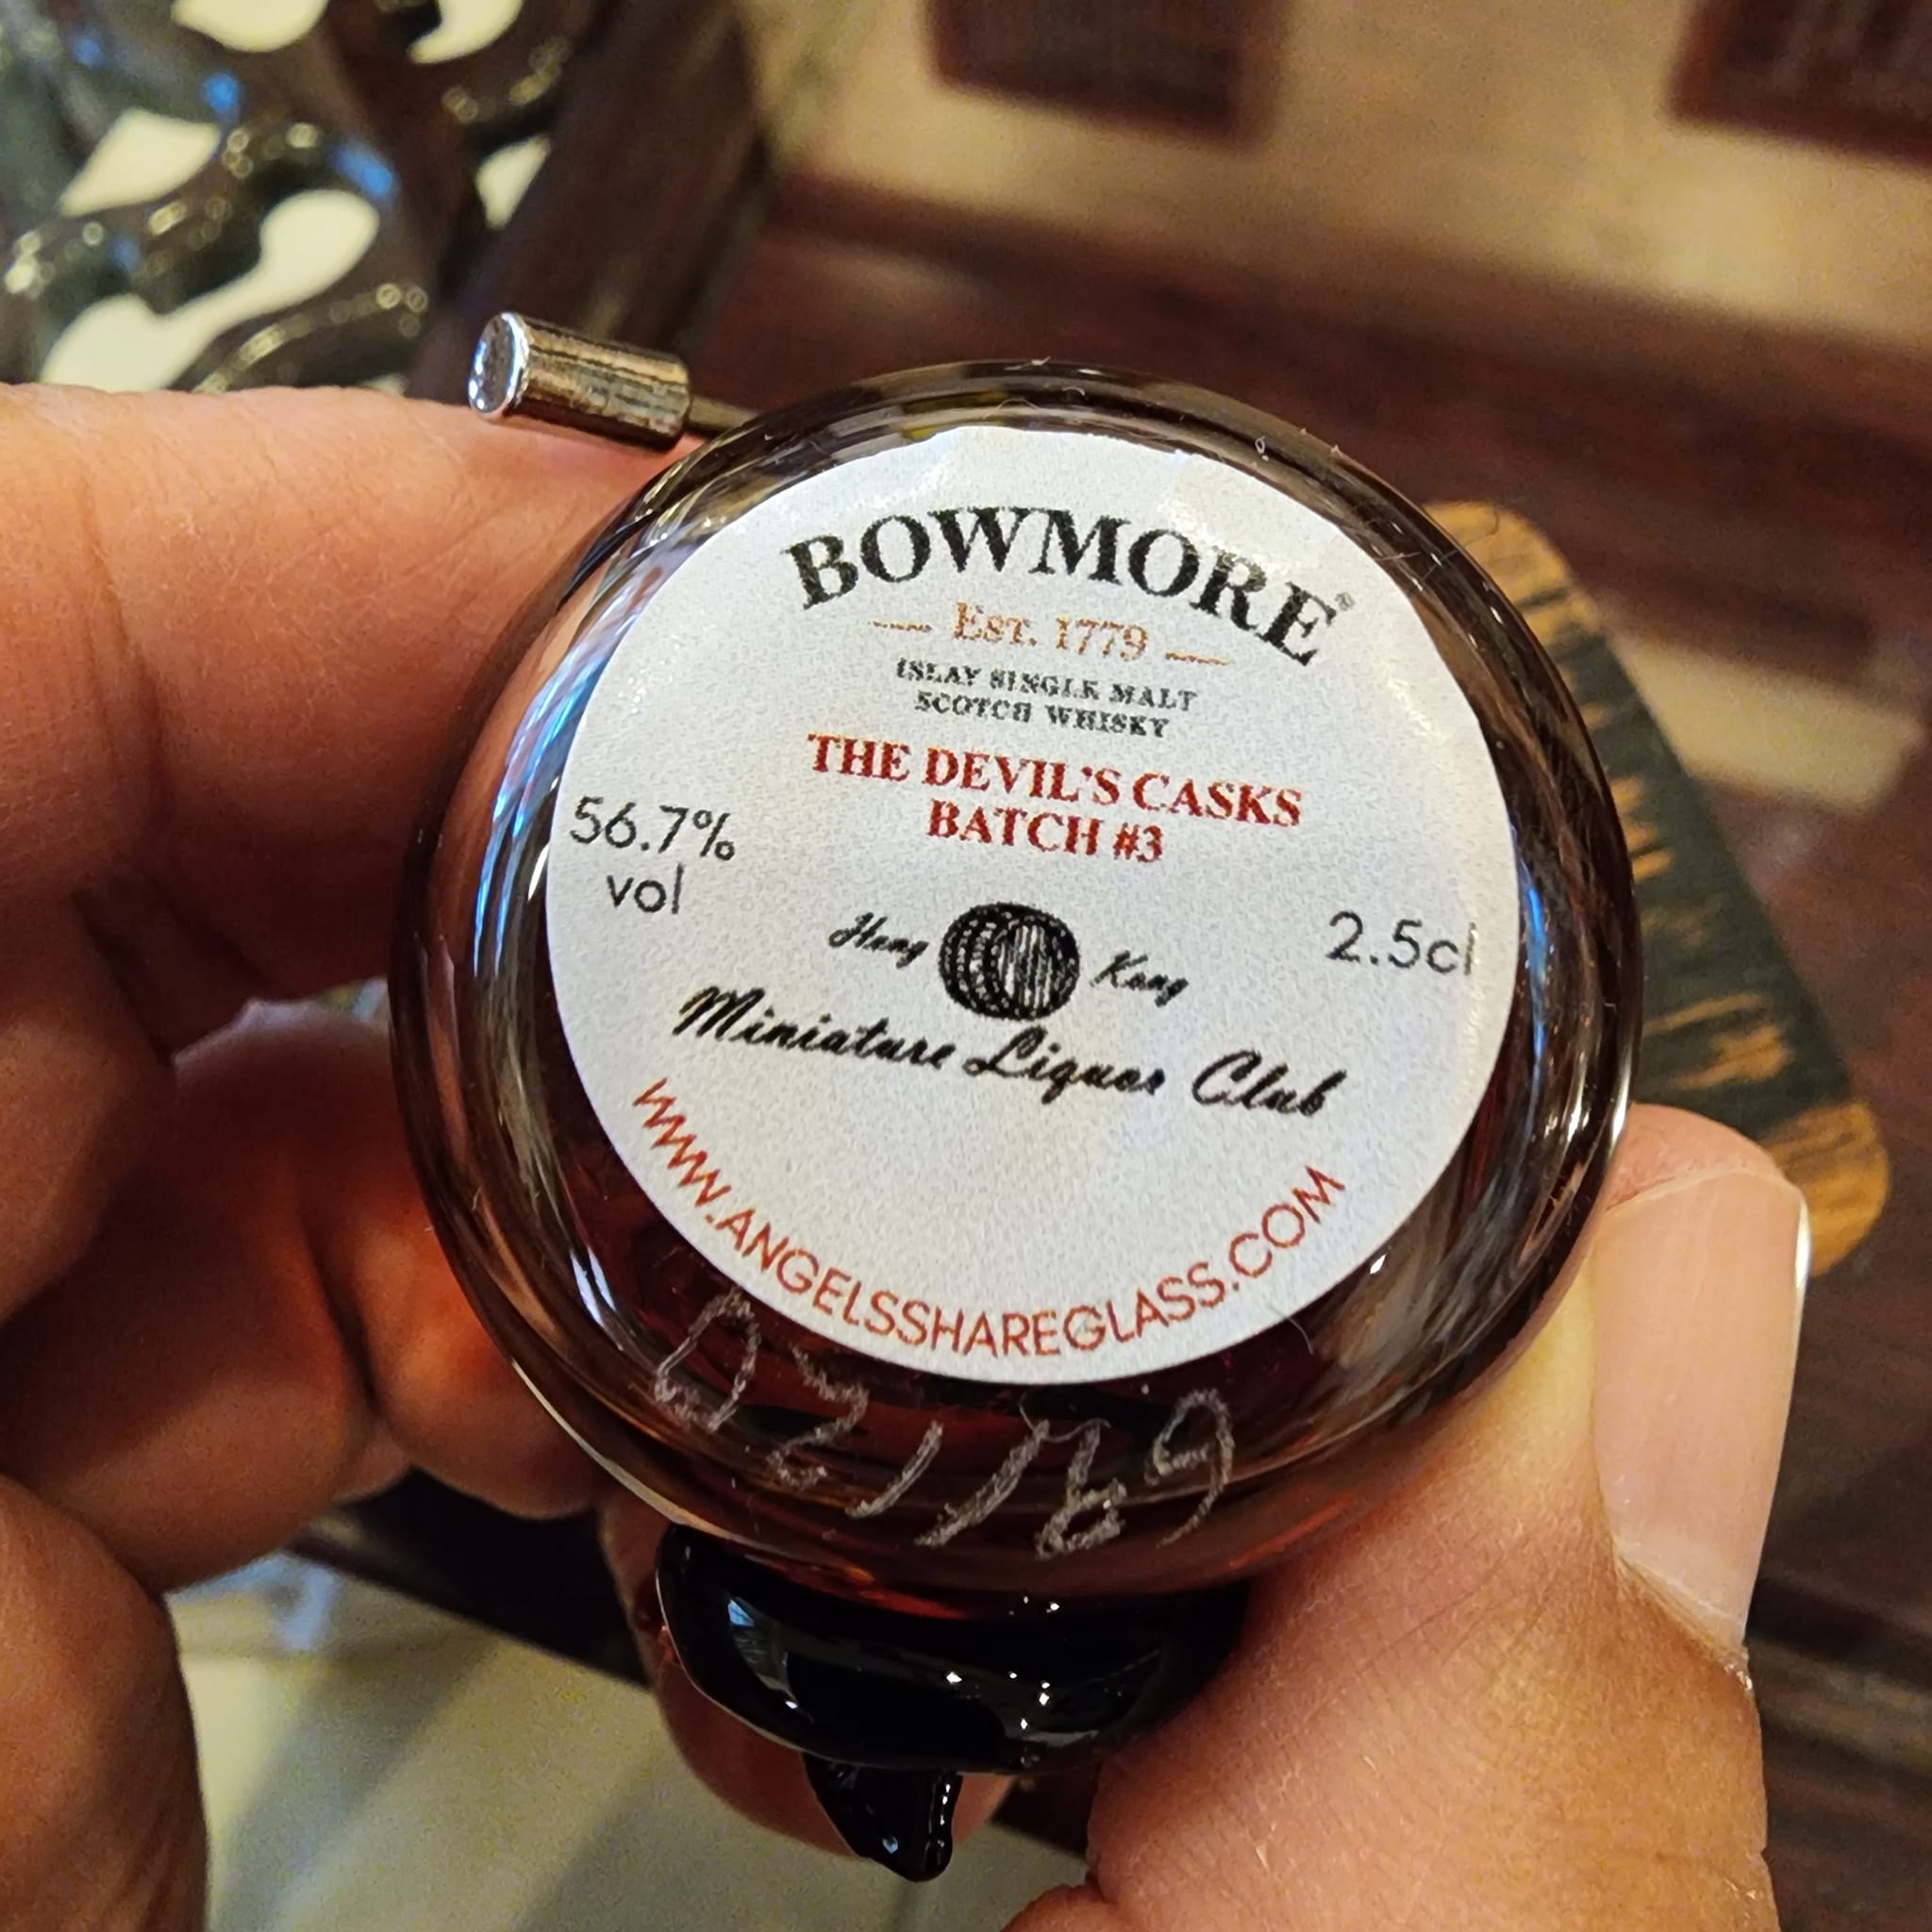 BOWMORE®
EST. 1779
ISLAY SINGLE MALT
SCOTCH WHISKY
THE DEVIL'S CASKS
BATCH #3
56.7%
vol
2.5cl
Hong Kong
Miniature Liquor Club
WWW.ANGELSSHAREGLASS.COM